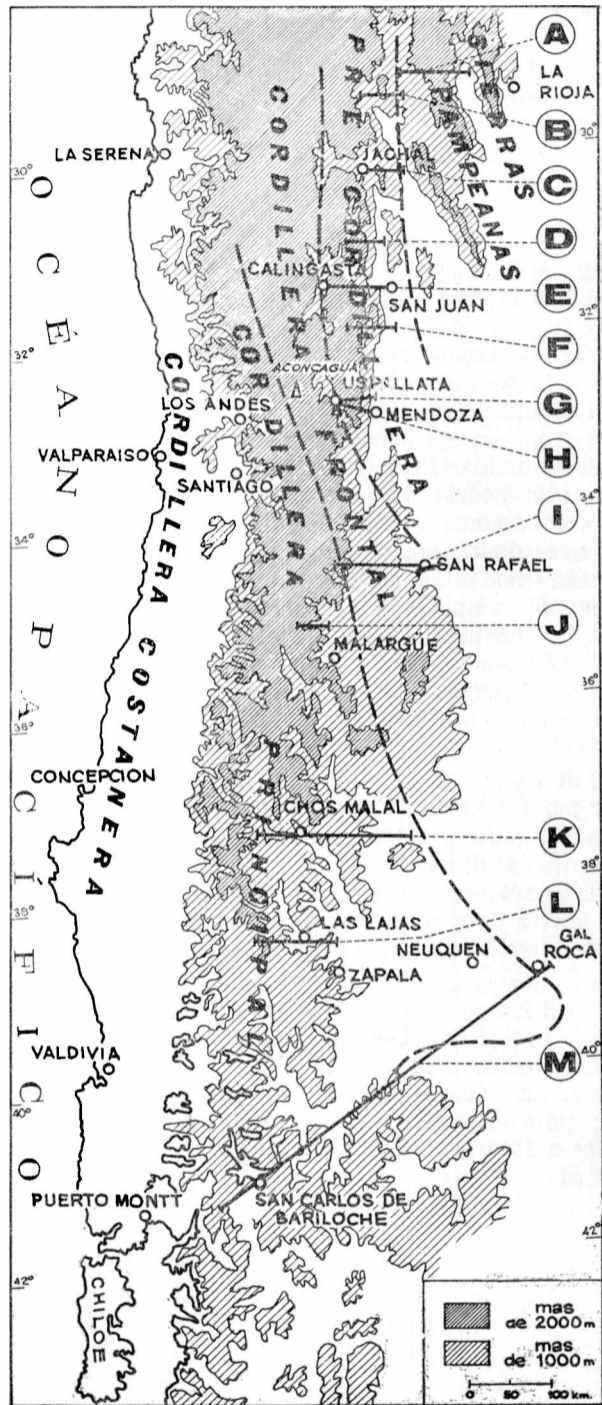 A
LA RIOJA
B
C
D
E
F
G
H
I
J
K
L
M
OCÉANO PACIFICO
CORDILLERA COSTANERA
CORDILLERA PRINCIPAL
CORDILLERA FRONTAL
PRECORDILLERA
SIERRAS PAMPEANAS
LA SERENA
JACHAL
CALINGASTA
SAN JUAN
ACONCAGUA
USPALLATA
LOS ANDES
MENDOZA
VALPARAISO
SANTIAGO
SAN RAFAEL
MALARGUE
CONCEPCION
CHOS MALAL
LAS LAJAS
NEUQUEN
GAL ROCA
ZAPALA
VALDIVIA
PUERTO MONTT
SAN CARLOS DE
BARILOCHE
CHILOE
30°
32°
34°
36°
38°
39°
40°
42°
30°
32°
34°
36°
38°
40°
42°
mas
de 2000 m
mas
de 1000 m
0 50 100 km.